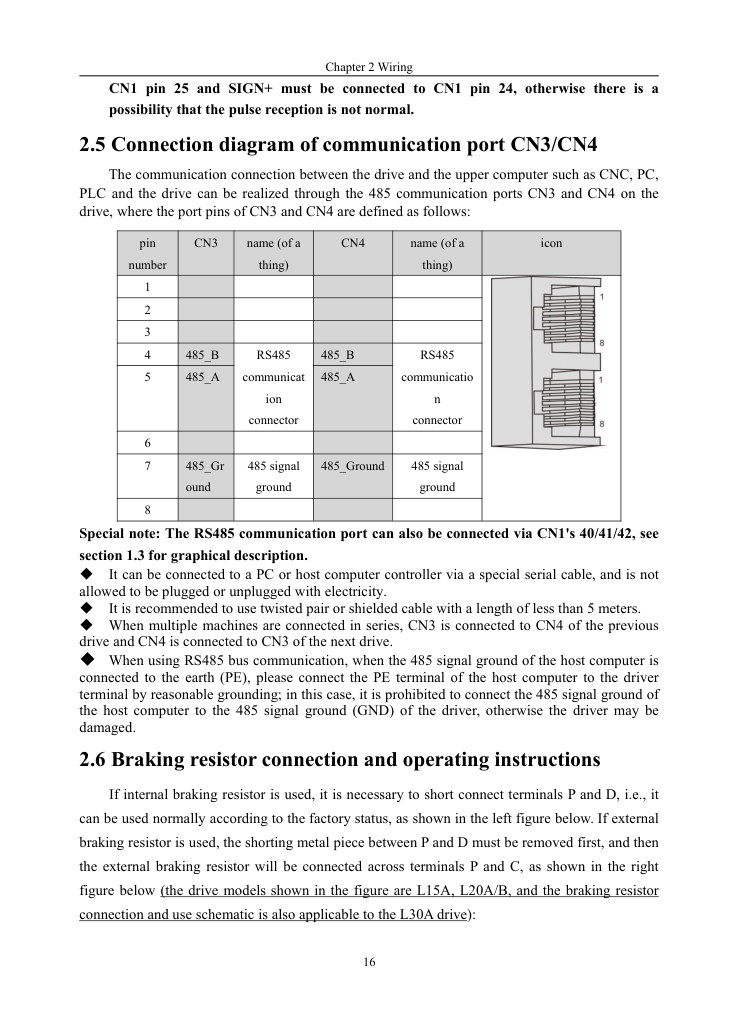 Chapter 2 Wiring
CN1 pin 25 and SIGN+ must be connected to CN1 pin 24, otherwise there is a
possibility that the pulse reception is not normal.
2.5 Connection diagram of communication port CN3/CN4
The communication connection between the drive and the upper computer such as CNC, PC,
PLC and the drive can be realized through the 485 communication ports CN3 and CN4 on the
drive, where the port pins of CN3 and CN4 are defined as follows:
pin number CN3 name (of a thing) CN4 name (of a thing) icon
1
2
3
4 485_B RS485 485_B RS485
5 485_A communicat 485_A communicatio
ion n
connector connector
6
7 485_Gr 485 signal 485_Ground 485 signal
ound ground ground
8
1
8
1
8
Special note: The RS485 communication port can also be connected via CN1's 40/41/42, see
section 1.3 for graphical description.
◆ It can be connected to a PC or host computer controller via a special serial cable, and is not
allowed to be plugged or unplugged with electricity.
◆ It is recommended to use twisted pair or shielded cable with a length of less than 5 meters.
◆ When multiple machines are connected in series, CN3 is connected to CN4 of the previous
drive and CN4 is connected to CN3 of the next drive.
◆ When using RS485 bus communication, when the 485 signal ground of the host computer is
connected to the earth (PE), please connect the PE terminal of the host computer to the driver
terminal by reasonable grounding; in this case, it is prohibited to connect the 485 signal ground of
the host computer to the 485 signal ground (GND) of the driver, otherwise the driver may be
damaged.
2.6 Braking resistor connection and operating instructions
If internal braking resistor is used, it is necessary to short connect terminals P and D, i.e., it
can be used normally according to the factory status, as shown in the left figure below. If external
braking resistor is used, the shorting metal piece between P and D must be removed first, and then
the external braking resistor will be connected across terminals P and C, as shown in the right
figure below (the drive models shown in the figure are L15A, L20A/B, and the braking resistor
connection and use schematic is also applicable to the L30A drive):
16